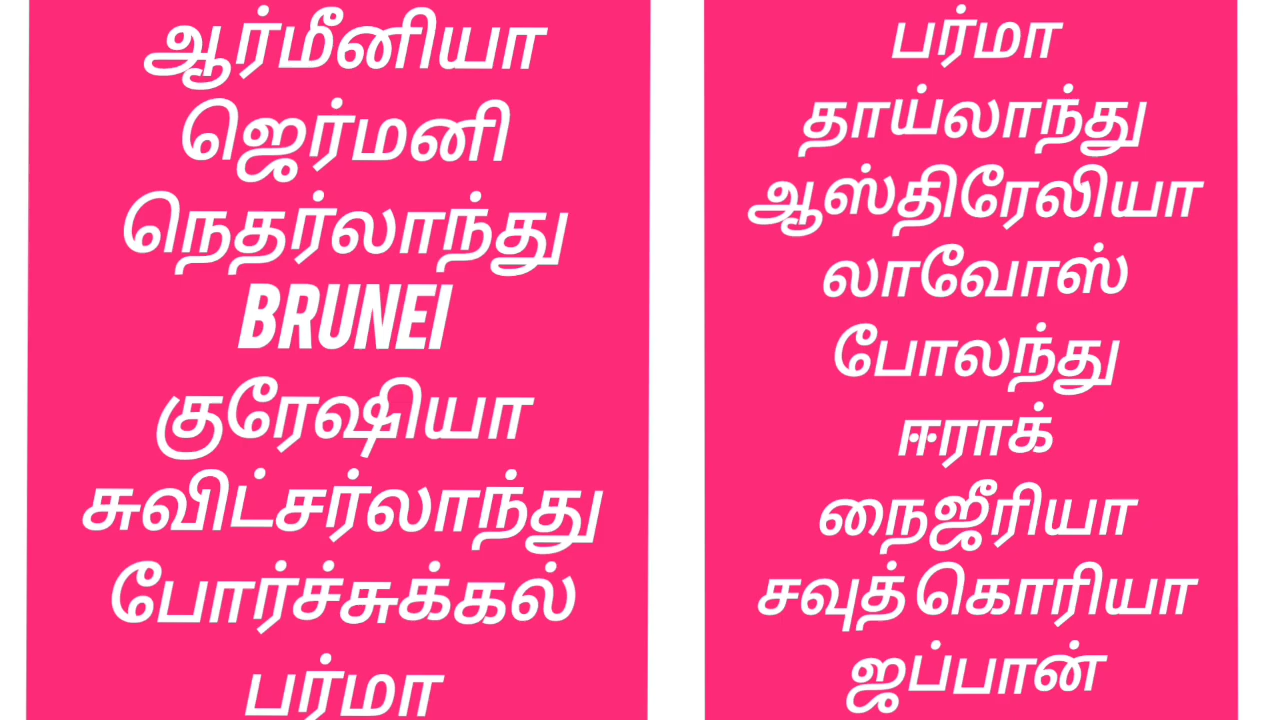 ஆர்மீனியா
ஜெர்மனி
நெதர்லாந்து
BRUNEI
குரேஷியா
சுவிட்சர்லாந்து
போர்ச்சுக்கல்
பர்மா
பர்மா
தாய்லாந்து
ஆஸ்திரேலியா
லாவோஸ்
போலந்து
ஈராக்
நைஜீரியா
சவுத் கொரியா
ஜப்பான்